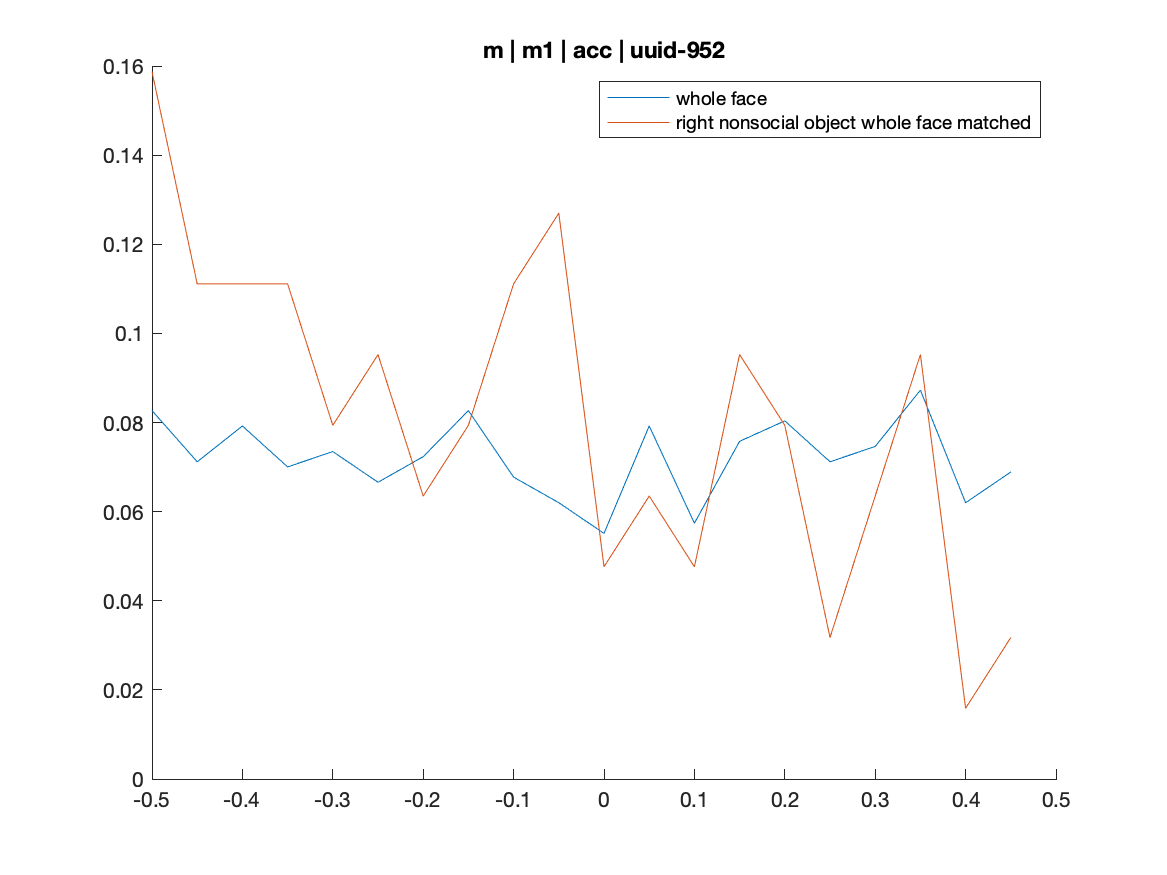 m | m1 | acc | uuid-952
whole face
right nonsocial object whole face matched
0.16
0.14
0.12
0.1
0.08
0.06
0.04
0.02
0
-0.5 -0.4 -0.3 -0.2 -0.1 0 0.1 0.2 0.3 0.4 0.5